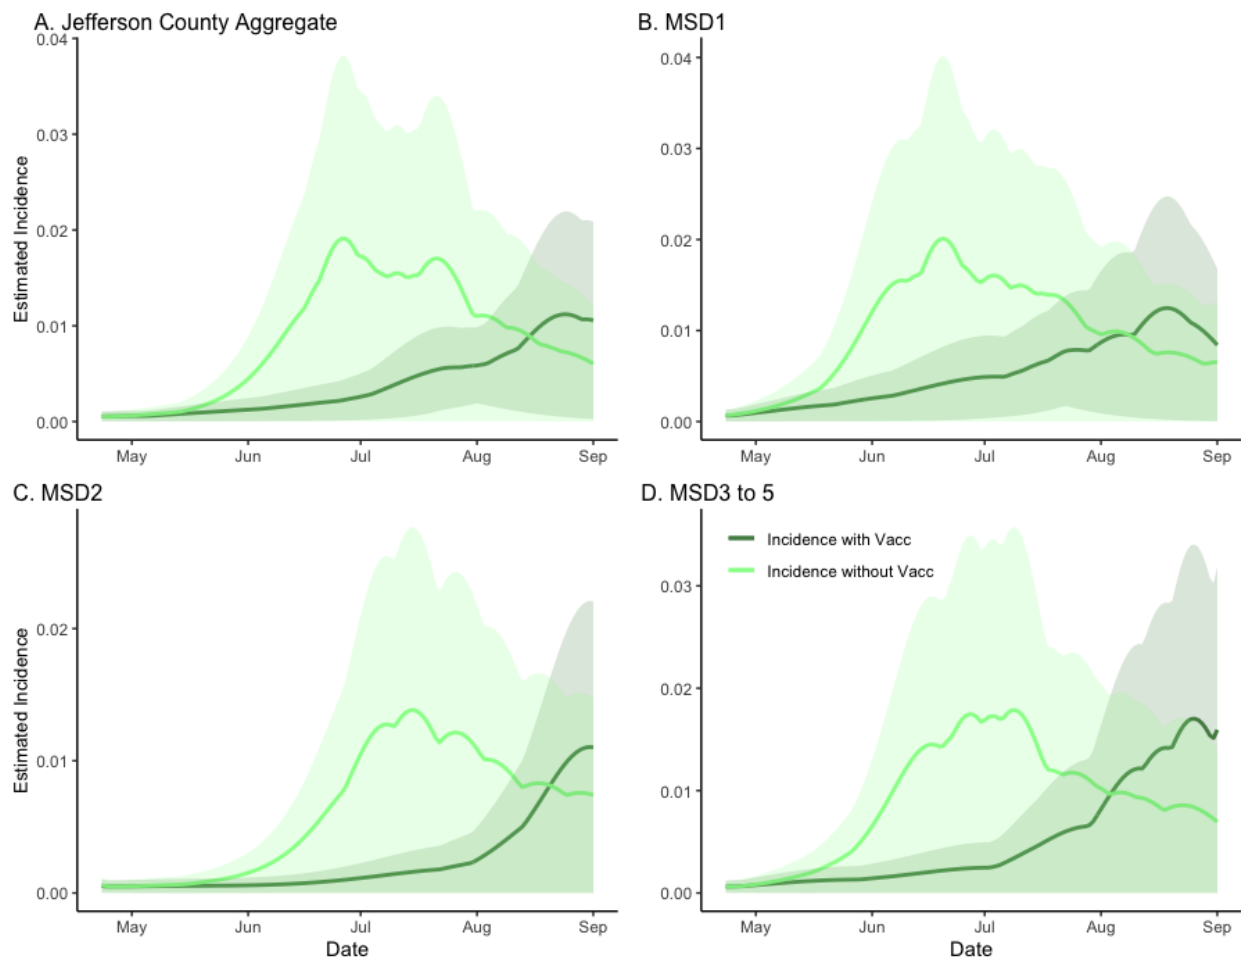 A. Jefferson County Aggregate
0.04
0.03
0.02
0.01
0.00
Estimated Incidence
May Jun Jul Aug Sep
Date
B. MSD1
0.04
0.03
0.02
0.01
0.00
May Jun Jul Aug Sep
Date
C. MSD2
0.02
0.01
0.00
Estimated Incidence
May Jun Jul Aug Sep
Date
D. MSD3 to 5
Incidence with Vacc
Incidence without Vacc
0.03
0.02
0.01
0.00
May Jun Jul Aug Sep
Date